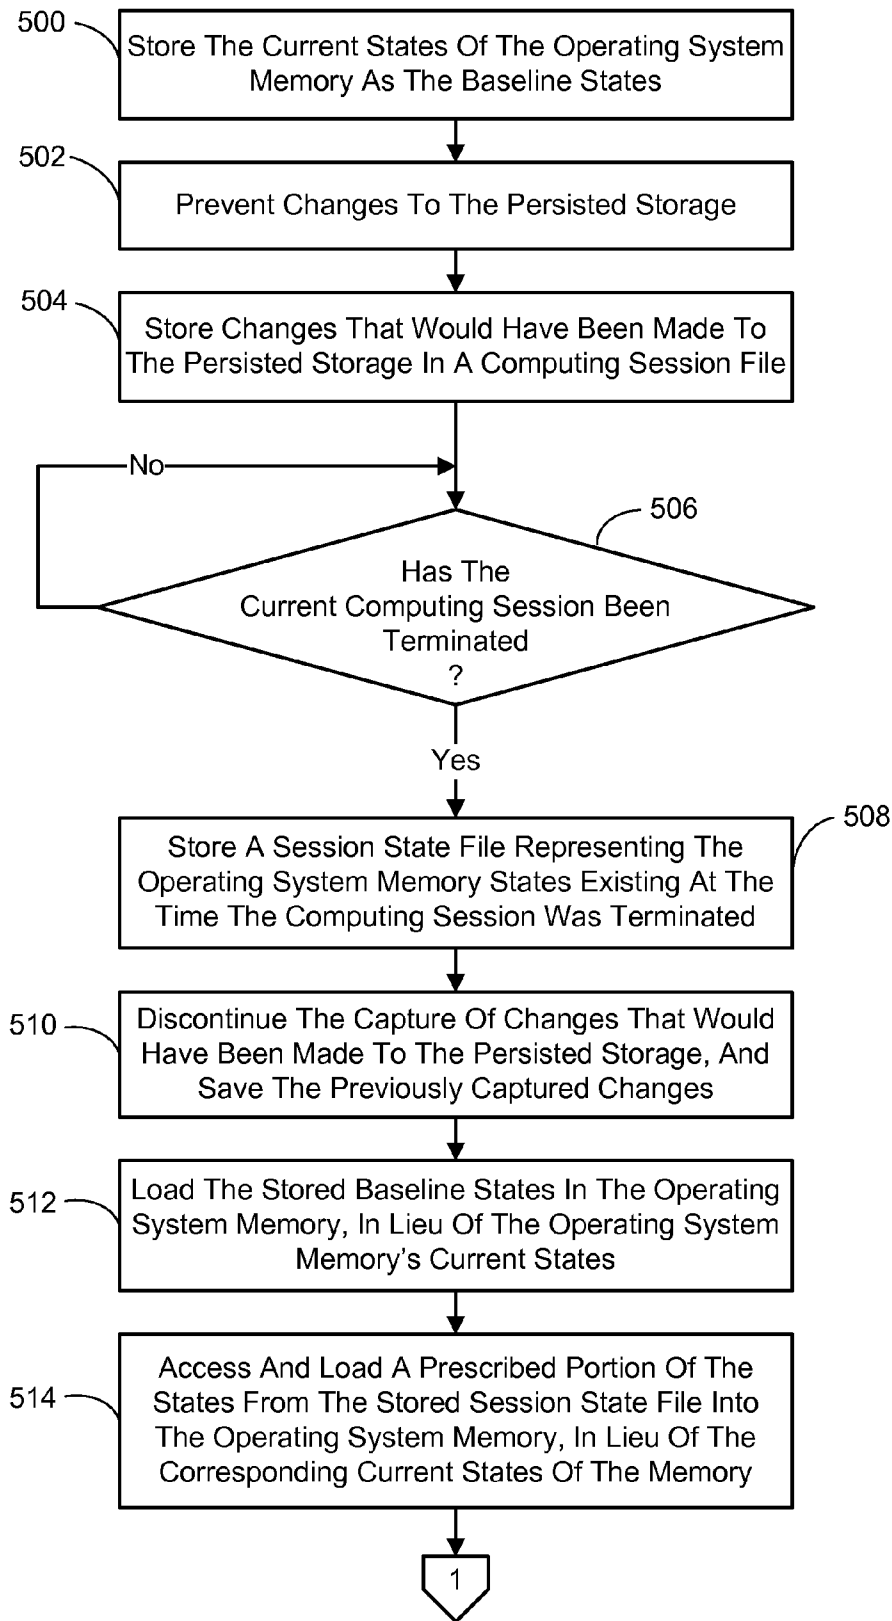 500
Store The Current States Of The Operating System
Memory As The Baseline States
502
Prevent Changes To The Persisted Storage
504
Store Changes That Would Have Been Made To
The Persisted Storage In A Computing Session File
No
506
Has The
Current Computing Session Been
Terminated
?
Yes
508
Store A Session State File Representing The
Operating System Memory States Existing At The
Time The Computing Session Was Terminated
510
Discontinue The Capture Of Changes That Would
Have Been Made To The Persisted Storage, And
Save The Previously Captured Changes
512
Load The Stored Baseline States In The Operating
System Memory, In Lieu Of The Operating System
Memory’s Current States
514
Access And Load A Prescribed Portion Of The
States From The Stored Session State File Into
The Operating System Memory, In Lieu Of The
Corresponding Current States Of The Memory
1